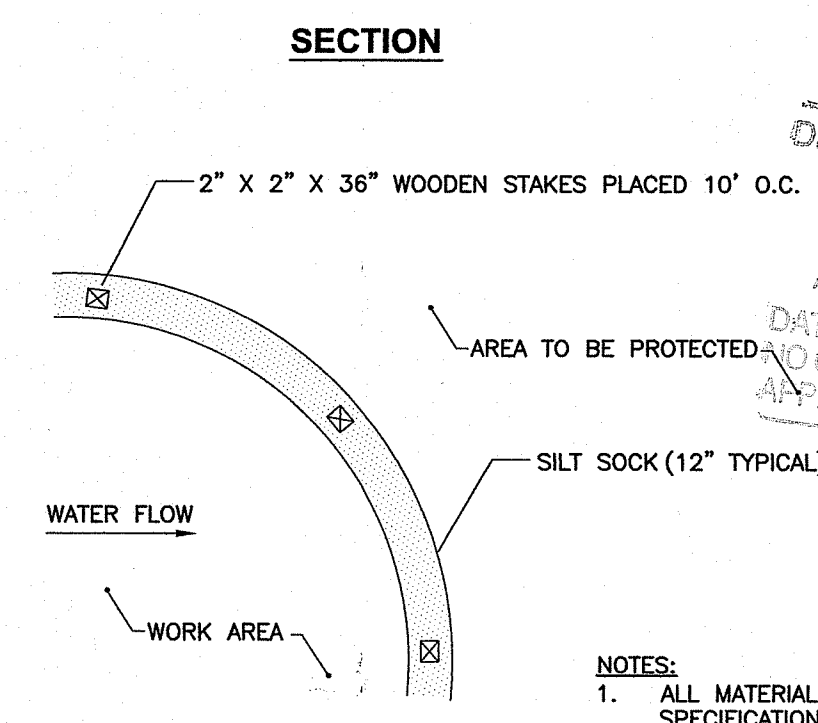 SECTION
2" X 2" X 36" WOODEN STAKES PLACED 10' O.C.
AREA TO BE PROTECTED
SILT SOCK (12" TYPICAL)
WATER FLOW
WORK AREA
NOTES:
1. ALL MATERIAL
SPECIFICATION